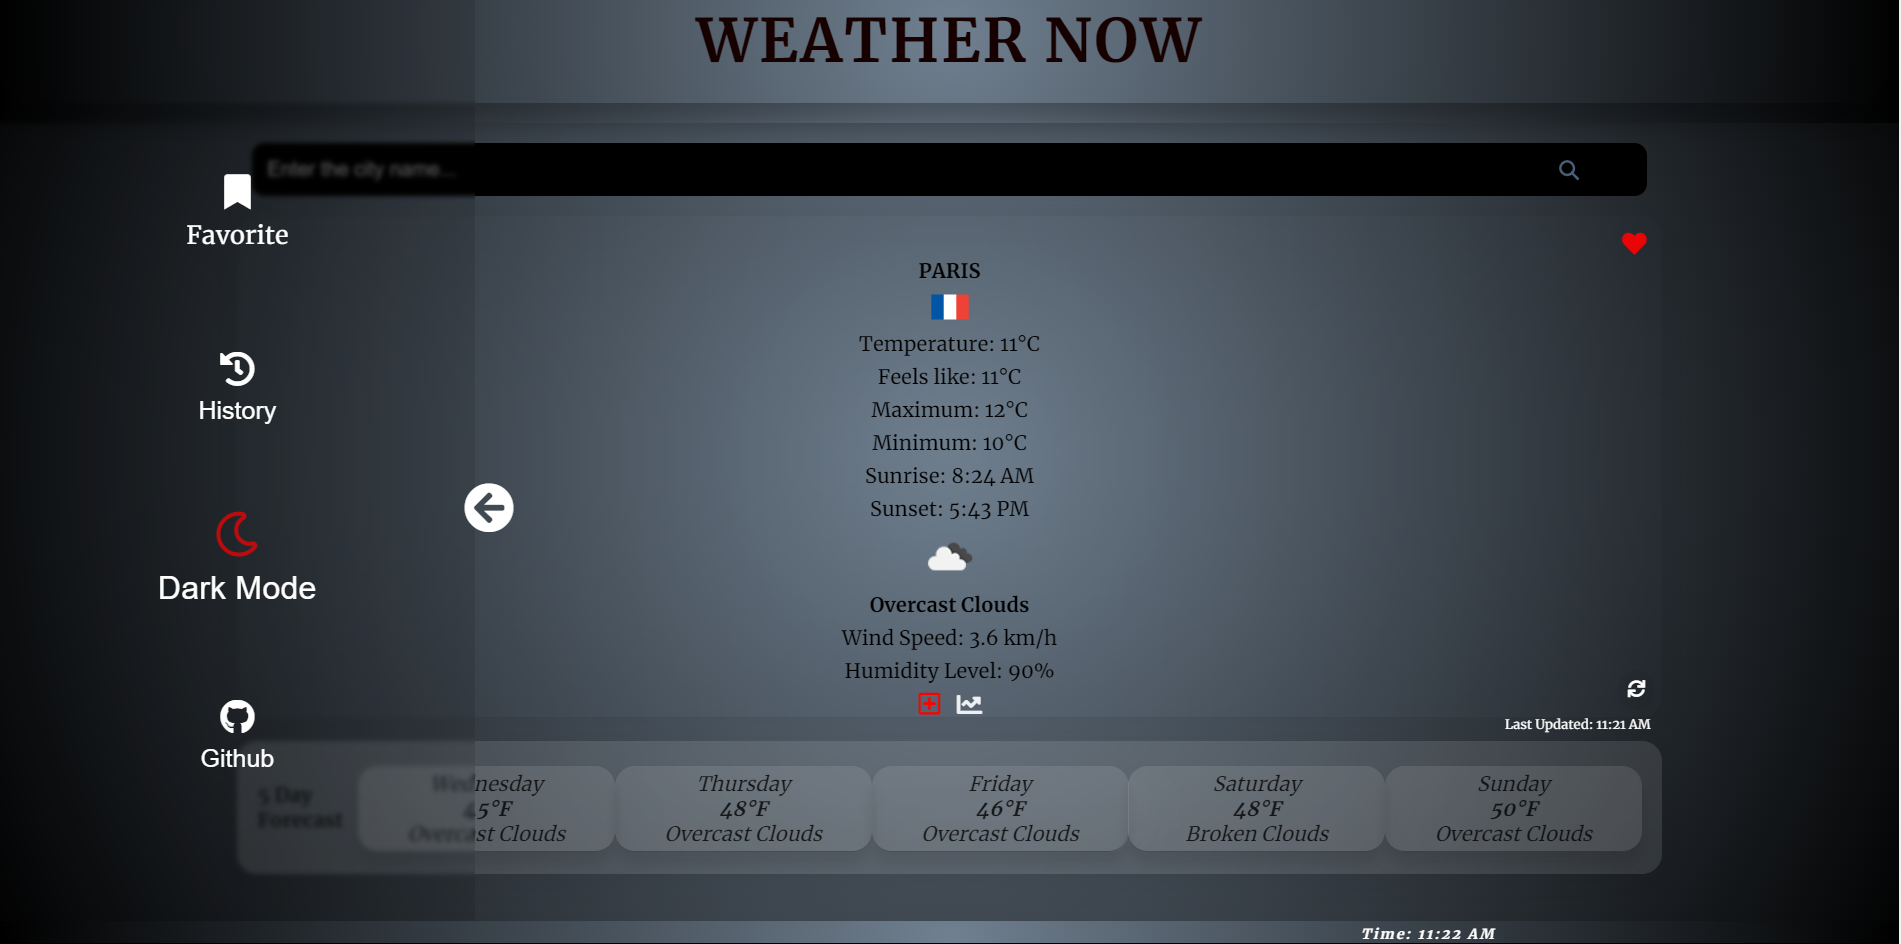 WEATHER NOW
Enter the city name...
Favorite
History
Dark Mode
Github
PARIS
Temperature: 11°C
Feels like: 11°C
Maximum: 12°C
Minimum: 10°C
Sunrise: 8:24 AM
Sunset: 5:43 PM
Overcast Clouds
Wind Speed: 3.6 km/h
Humidity Level: 90%
Last Updated: 11:21 AM
5 Day
Forecast
Wednesday
45°F
Overcast Clouds
Thursday
48°F
Overcast Clouds
Friday
46°F
Overcast Clouds
Saturday
48°F
Broken Clouds
Sunday
50°F
Overcast Clouds
Time: 11:22 AM